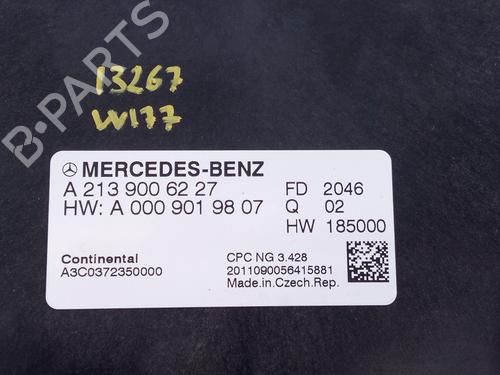 B-PARTS
13267
W177
MERCEDES-BENZ
A 213 900 62 27 FD 2046
HW: A 000 901 98 07 Q 02
HW 185000
Continental CPC NG 3.428
A3C0372350000 2011090056415881
Made.in.Czech.Rep.